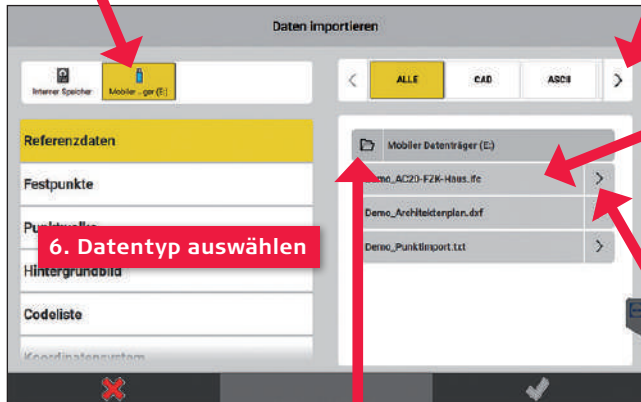 Daten importieren
Interner Speicher
Mobiler ...ger (E:)
ALLE
CAD
ASCII
Referenzdaten
Festpunkte
6. Datentyp auswählen
Hintergrundbild
Codeliste
Koordinatensystem
Mobiler Datenträger (E:)
Demo_AC20-FZK-Haus.ifc
Demo_Architektenplan.dxf
Demo_Punktimport.txt